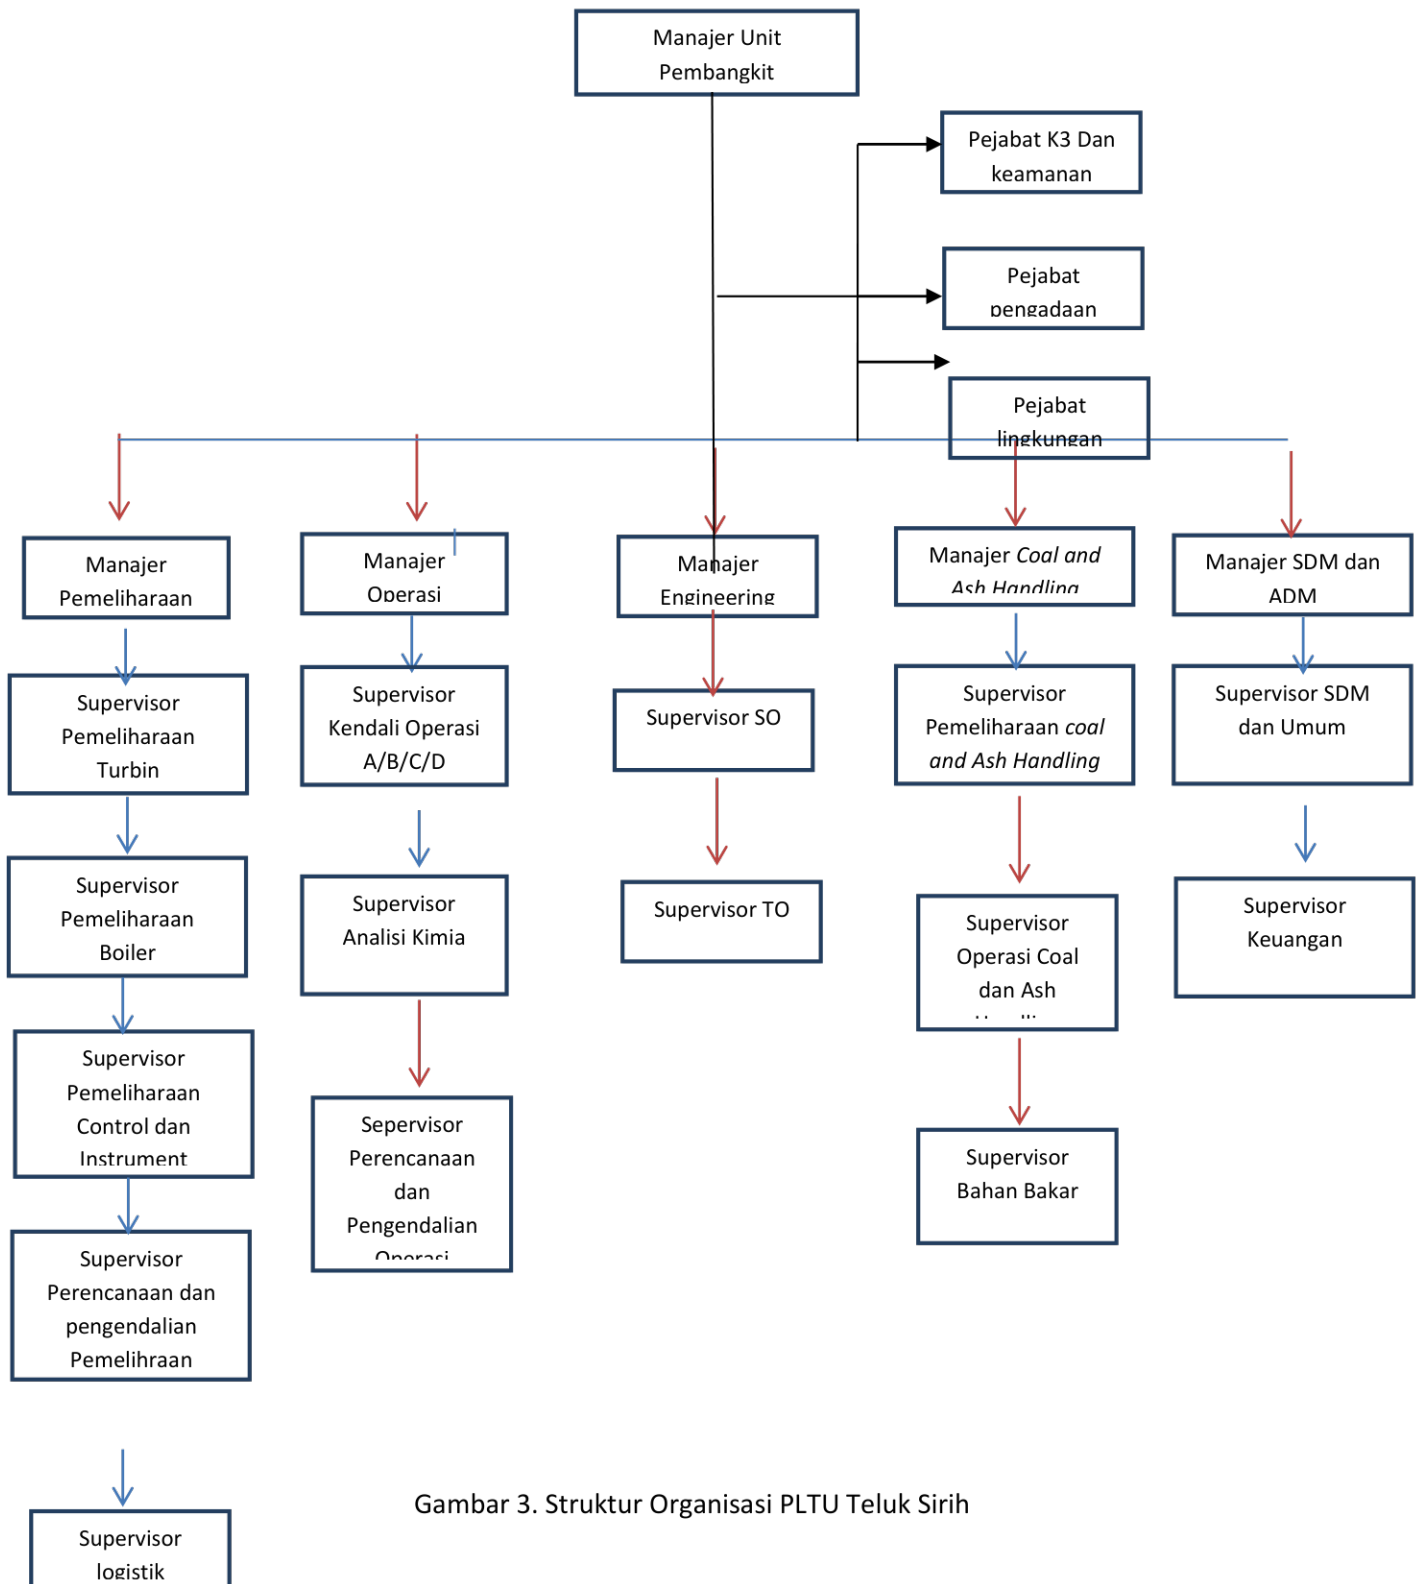 Manajer Unit
Pembangkit
Pejabat K3 Dan
keamanan
Pejabat
pengadaan
Pejabat
lingkungan
Manajer
Pemeliharaan
Manajer
Operasi
Manajer
Engineering
Manajer Coal and
Ash Handling
Manajer SDM dan
ADM
Supervisor
Pemeliharaan
Turbin
Supervisor
Kendali Operasi
A/B/C/D
Supervisor SO
Supervisor
Pemeliharaan coal
and Ash Handling
Supervisor SDM
dan Umum
Supervisor
Pemeliharaan
Boiler
Supervisor
Analisi Kimia
Supervisor TO
Supervisor
Operasi Coal
dan Ash
Supervisor
Keuangan
Supervisor
Pemeliharaan
Control dan
Instrument
Sepervisor
Perencanaan
dan
Pengendalian
Operasi
Supervisor
Bahan Bakar
Supervisor
Perencanaan dan
pengendalian
Pemelihraan
Supervisor
logistik
Gambar 3. Struktur Organisasi PLTU Teluk Sirih